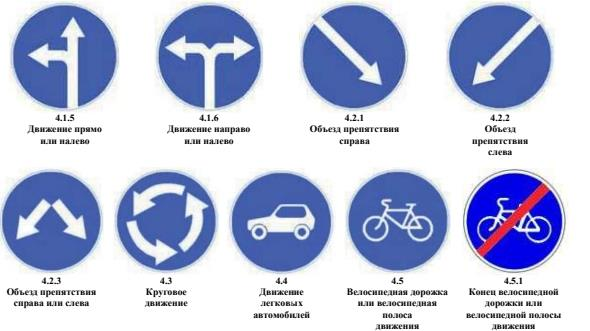 4.1.5
Движение прямо
или налево
4.1.6
Движение направо
или налево
4.2.1
Объезд препятствия
справа
4.2.2
Объезд
препятствия
слева
4.2.3
Объезд препятствия
справа или слева
4.3
Круговое
движение
4.4
Движение
легковых
автомобилей
4.5
Велосипедная дорожка
или велосипедная
полоса
движения
4.5.1
Конец велосипедной
дорожки или
велосипедной полосы
движения